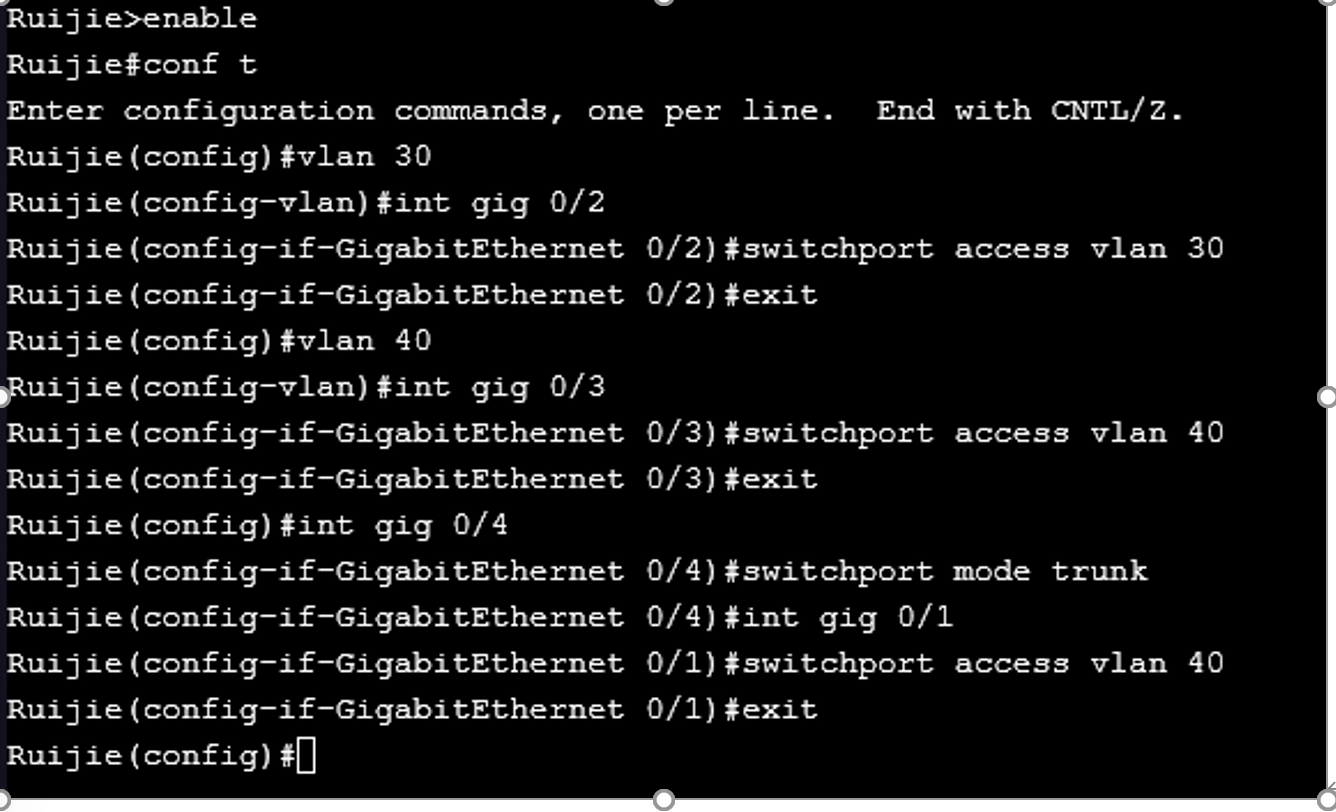 Ruijie>enable
Ruijie#conf t
Enter configuration commands, one per line.  End with CNTL/Z.
Ruijie(config)#vlan 30
Ruijie(config-vlan)#int gig 0/2
Ruijie(config-if-GigabitEthernet 0/2)#switchport access vlan 30
Ruijie(config-if-GigabitEthernet 0/2)#exit
Ruijie(config)#vlan 40
Ruijie(config-vlan)#int gig 0/3
Ruijie(config-if-GigabitEthernet 0/3)#switchport access vlan 40
Ruijie(config-if-GigabitEthernet 0/3)#exit
Ruijie(config)#int gig 0/4
Ruijie(config-if-GigabitEthernet 0/4)#switchport mode trunk
Ruijie(config-if-GigabitEthernet 0/4)#int gig 0/1
Ruijie(config-if-GigabitEthernet 0/1)#switchport access vlan 40
Ruijie(config-if-GigabitEthernet 0/1)#exit
Ruijie(config)#